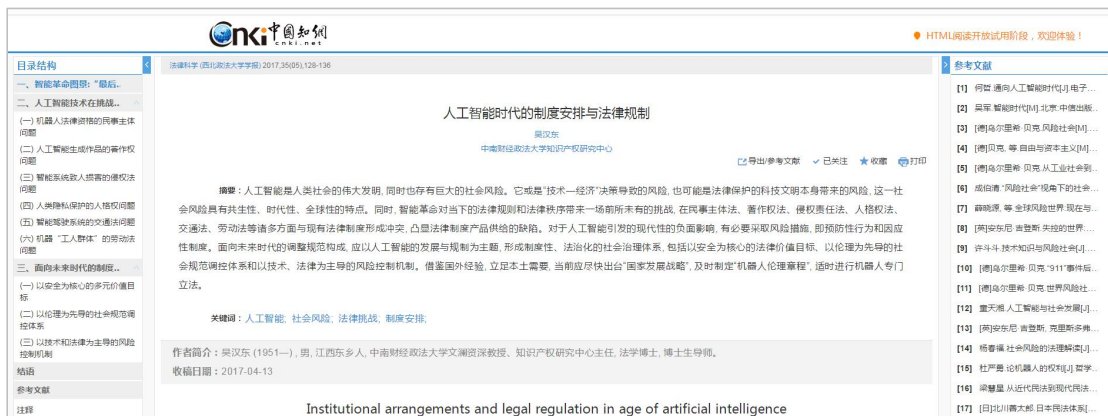 Cnki中国知网
cnki.net
HTML阅读开放试用阶段，欢迎体验！
目录结构
一、智能革命图景:“最后..
二、人工智能技术在挑战..
(一) 机器人法律资格的民事主体
问题
(二) 人工智能生成作品的著作权
问题
(三) 智能系统致人损害的侵权法
问题
(四) 人类隐私保护的人格权问题
(五) 智能驾驶系统的交通法问题
(六) 机器“工人群体”的劳动法
问题
三、面向未来时代的制度..
(一) 以安全为核心的多元价值目
标
(二) 以伦理为先导的社会规范调
控体系
(三) 以技术和法律为主导的风险
控制机制
结语
参考文献
注释
法律科学 (西北政法大学学报) 2017,35(05),128-136
人工智能时代的制度安排与法律规制
吴汉东
中南财经政法大学知识产权研究中心
导出/参考文献 已关注 收藏 打印
摘要：人工智能是人类社会的伟大发明, 同时也存有巨大的社会风险。它或是“技术—经济”决策导致的风险, 也可能是法律保护的科技文明本身带来的风险, 这一社
会风险具有共生性、时代性、全球性的特点。同时, 智能革命对当下的法律规则和法律秩序带来一场前所未有的挑战, 在民事主体法、著作权法、侵权责任法、人格权法、
交通法、劳动法等诸多方面与现有法律制度形成冲突, 凸显法律制度产品供给的缺陷。对于人工智能引发的现代性的负面影响, 有必要采取风险措施, 即预防性行为和因应
性制度。面向未来时代的调整规范构成, 应以人工智能的发展与规制为主题, 形成制度性、法治化的社会治理体系, 包括以安全为核心的法律价值目标、以伦理为先导的社
会规范调控体系和以技术、法律为主导的风险控制机制。借鉴国外经验, 立足本土需要, 当前应尽快出台“国家发展战略”, 及时制定“机器人伦理章程”, 适时进行机器人专门
立法。
关键词：人工智能; 社会风险; 法律挑战; 制度安排;
作者简介：吴汉东 (1951—) , 男, 江西东乡人, 中南财经政法大学文澜资深教授、知识产权研究中心主任, 法学博士, 博士生导师。
收稿日期：2017-04-13
Institutional arrangements and legal regulation in age of artificial intelligence
参考文献
[1] 何哲.通向人工智能时代[J].电子...
[2] 吴军.智能时代[M].北京:中信出版...
[3] [德]乌尔里希·贝克.风险社会[M]....
[4] [德]贝克, 等.自由与资本主义[M]....
[5] [德]乌尔里希·贝克.从工业社会到...
[6] 成伯清.“风险社会”视角下的社会...
[7] 薛晓源, 等.全球风险世界:现在与...
[8] [英]安东尼·吉登斯.失控的世界:...
[9] 许斗斗.技术知识与风险社会[J]....
[10] [德]乌尔里希·贝克.“911”事件后...
[11] [德]乌尔里希·贝克.世界风险社...
[12] 童天湘.人工智能与社会发展[J]...
[13] [英]安东尼·吉登斯, 克里斯多弗...
[14] 杨春福.社会风险的法理解读[J]...
[15] 杜严勇.论机器人的权利[J].哲学...
[16] 梁慧星.从近代民法到现代民法...
[17] [日]北川善太郎.日本民法体系[...